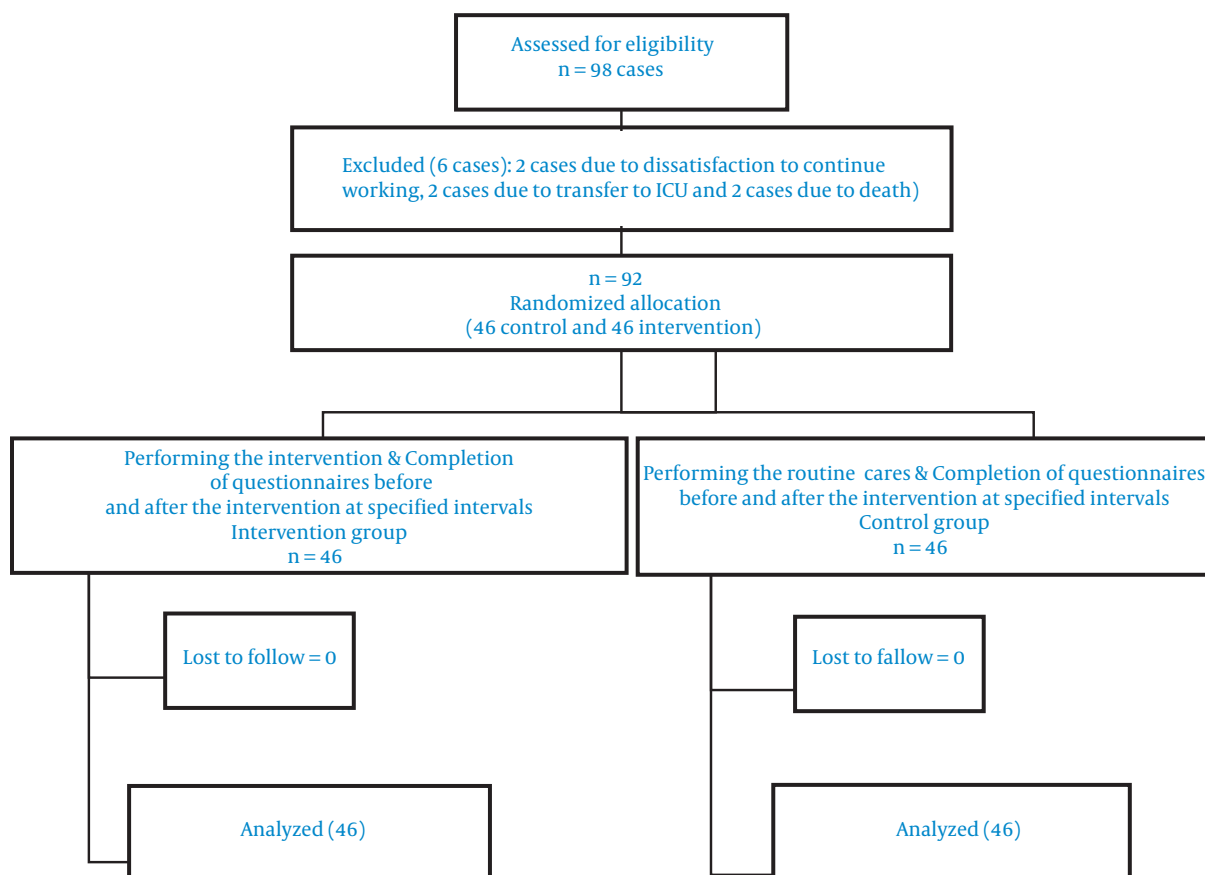 Assessed for eligibility
n = 98 cases
Excluded (6 cases): 2 cases due to dissatisfaction to continue
working, 2 cases due to transfer to ICU and 2 cases due to death)
n = 92
Randomized allocation
(46 control and 46 intervention)
Performing the intervention & Completion
of questionnaires before
and after the intervention at specified intervals
Intervention group
n = 46
Performing the routine cares & Completion of questionnaires
before and after the intervention at specified intervals
Control group
n = 46
Lost to follow = 0
Lost to fallow = 0
Analyzed (46)
Analyzed (46)